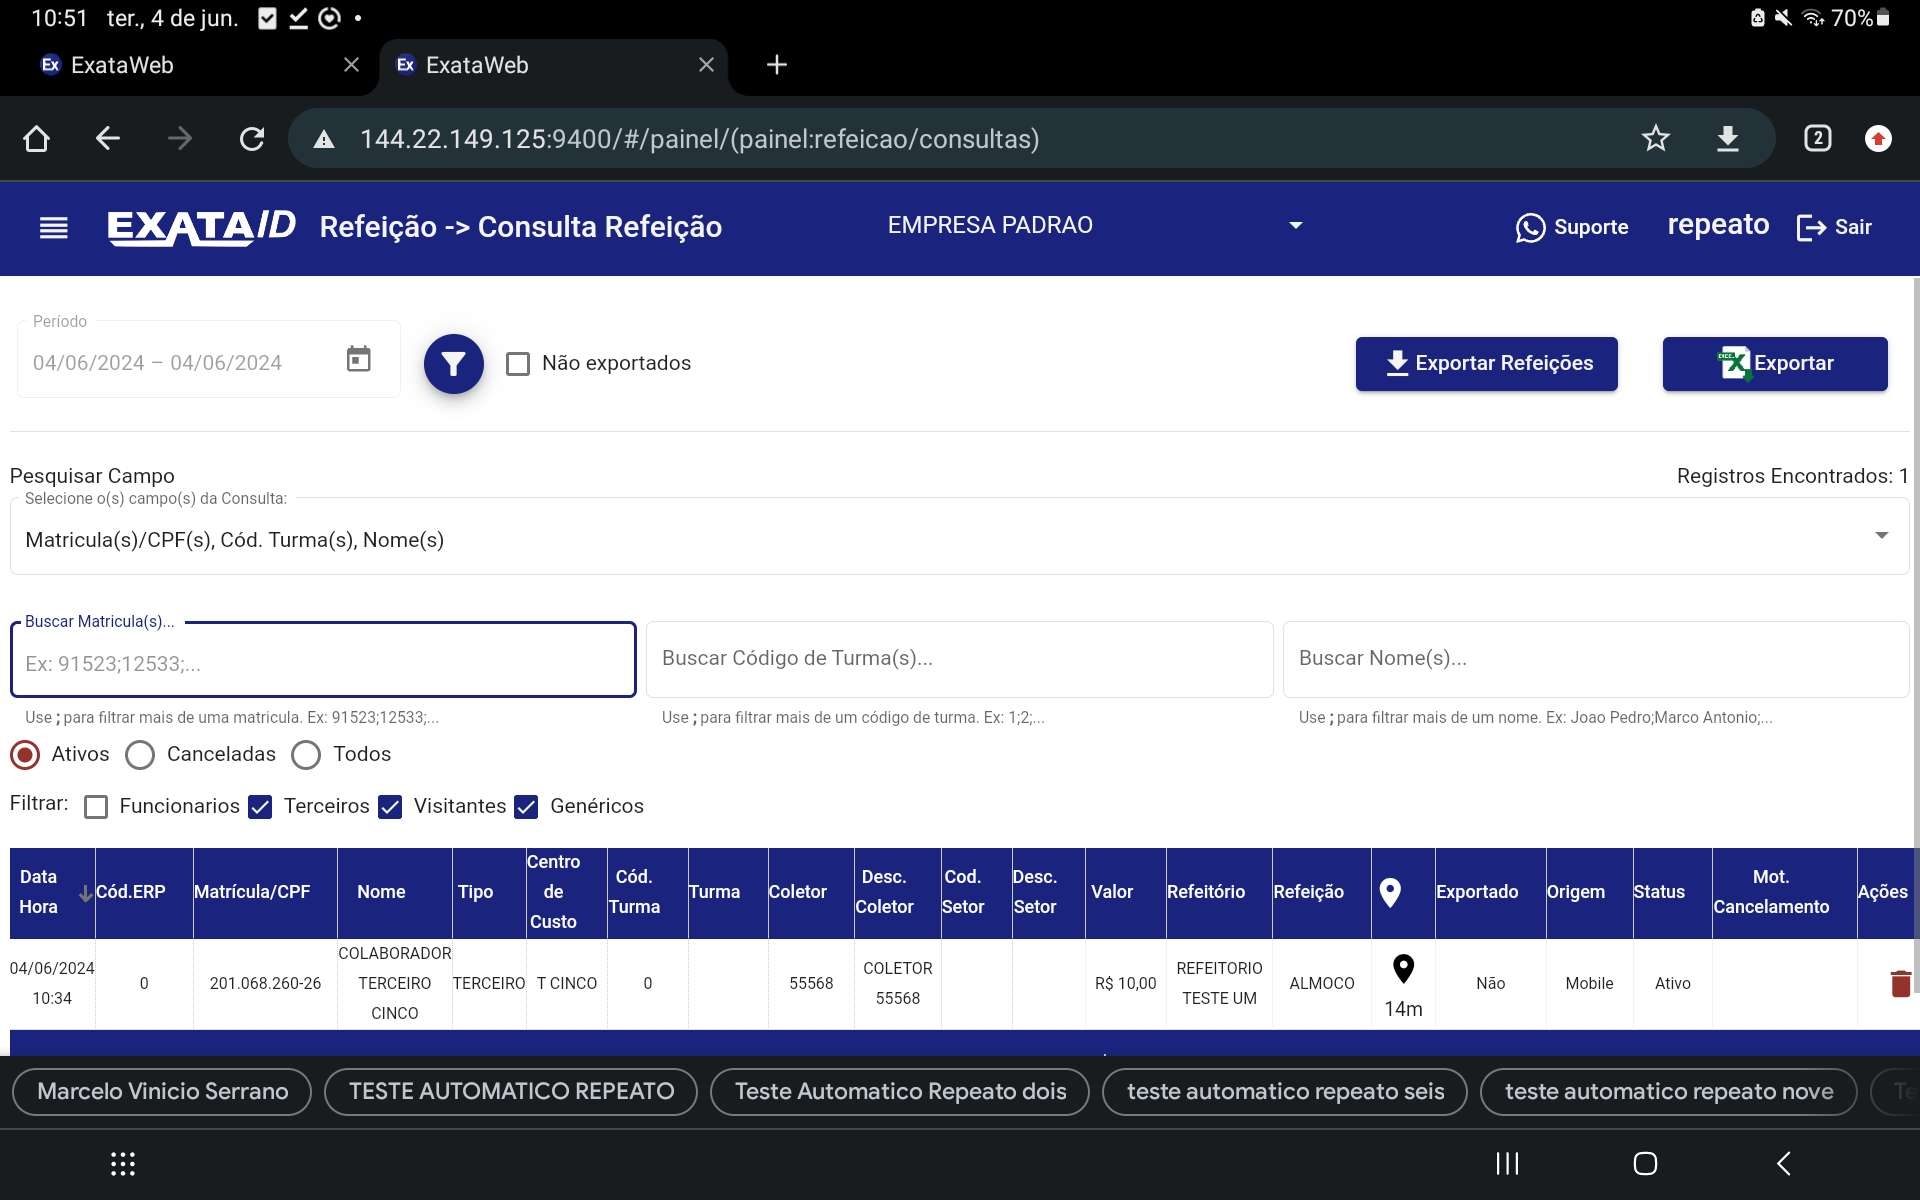 10:51 ter., 4 de jun. 70%
Ex ExataWeb Ex ExataWeb
144.22.149.125:9400/#/painel/(painel:refeicao/consultas) 2
EXATA/ID Refeição -> Consulta Refeição EMPRESA PADRAO Suporte repeato Sair
Período
04/06/2024 – 04/06/2024 Não exportados Exportar Refeições Exportar
Pesquisar Campo Registros Encontrados: 1
Selecione o(s) campo(s) da Consulta:
Matricula(s)/CPF(s), Cód. Turma(s), Nome(s)
Buscar Matricula(s)...
Ex: 91523;12533;... Buscar Código de Turma(s)... Buscar Nome(s)...
Use ; para filtrar mais de uma matricula. Ex: 91523;12533;... Use ; para filtrar mais de um código de turma. Ex: 1;2;... Use ; para filtrar mais de um nome. Ex: Joao Pedro;Marco Antonio;...
Ativos Canceladas Todos
Filtrar: Funcionarios Terceiros Visitantes Genéricos
Data Hora Cód.ERP Matrícula/CPF Nome Tipo Centro de Custo Cód. Turma Turma Coletor Desc. Coletor Cod. Setor Desc. Setor Valor Refeitório Refeição Exportado Origem Status Mot. Cancelamento Ações
04/06/2024 10:34 0 201.068.260-26 COLABORADOR TERCEIRO CINCO TERCEIRO T CINCO 0 55568 COLETOR 55568 R$ 10,00 REFEITORIO TESTE UM ALMOCO 14m Não Mobile Ativo
Marcelo Vinicio Serrano TESTE AUTOMATICO REPEATO Teste Automatico Repeato dois teste automatico repeato seis teste automatico repeato nove Te